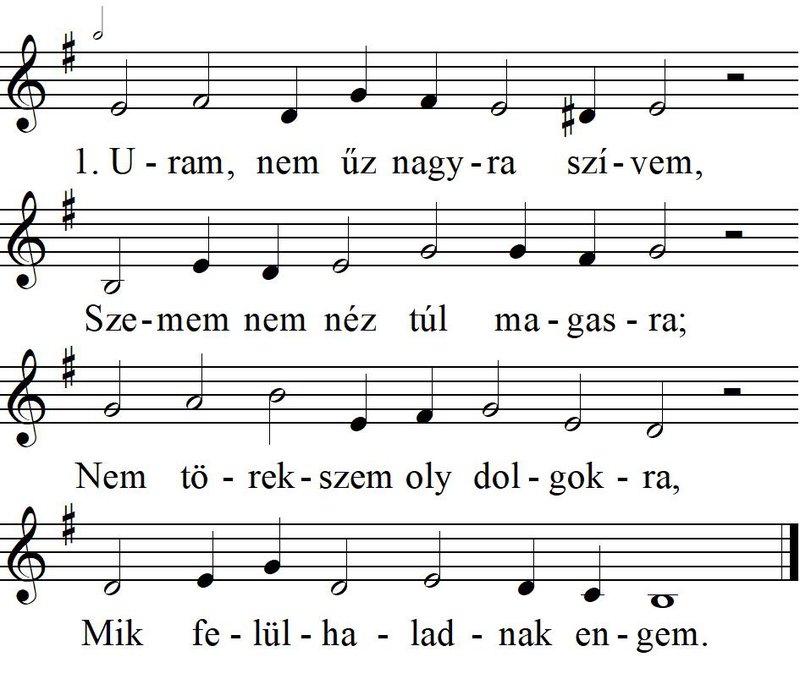 1. U - ram, nem űz nagy - ra szí - vem,
Sze - mem nem néz túl ma - gas - ra;
Nem tö - rek - szem oly dol - gok - ra,
Mik fe - lül - ha - lad - nak en - gem.